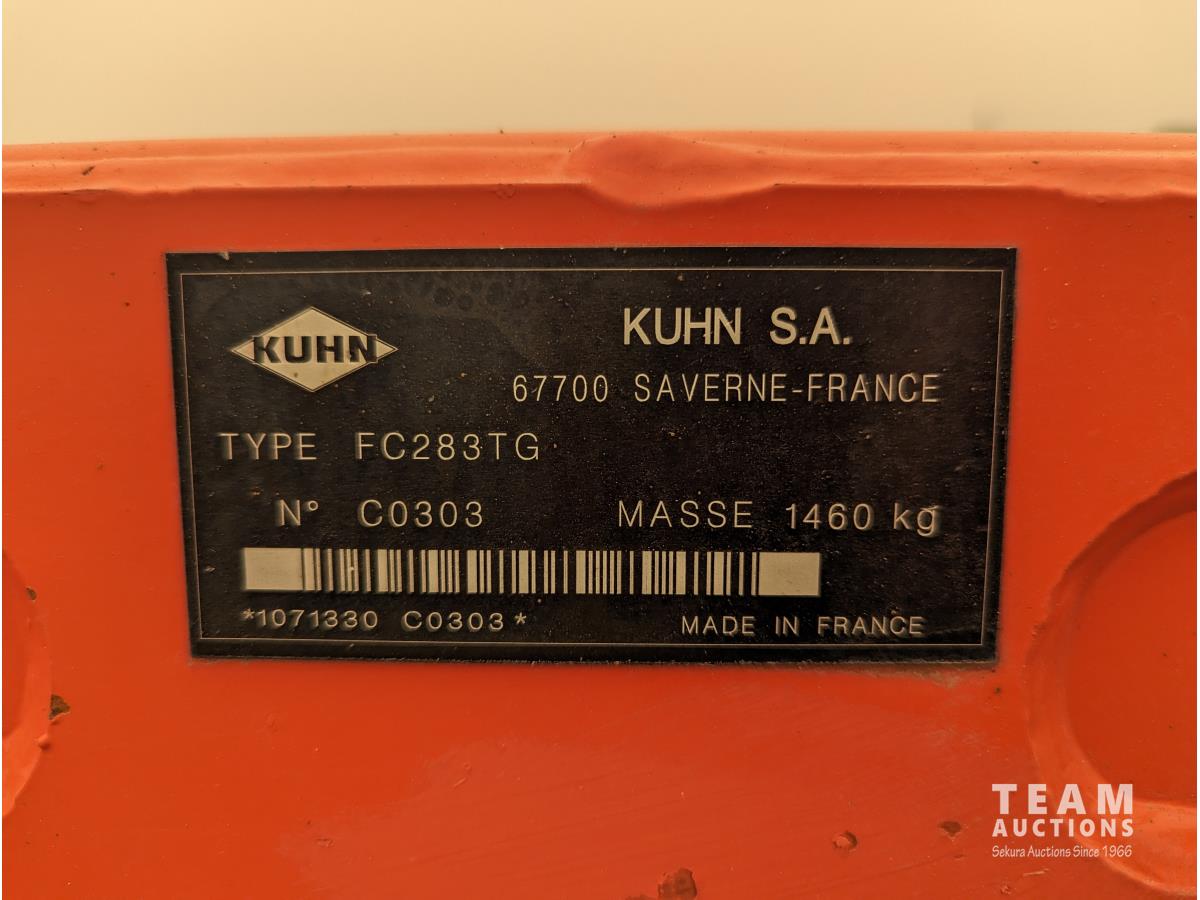 KUHN
KUHN S.A.
67700 SAVERNE-FRANCE
TYPE FC283TG
N° C0303 MASSE 1460 kg
*1071330 C0303*
MADE IN FRANCE
TEAM
AUCTIONS
Sekura Auctions Since 1966